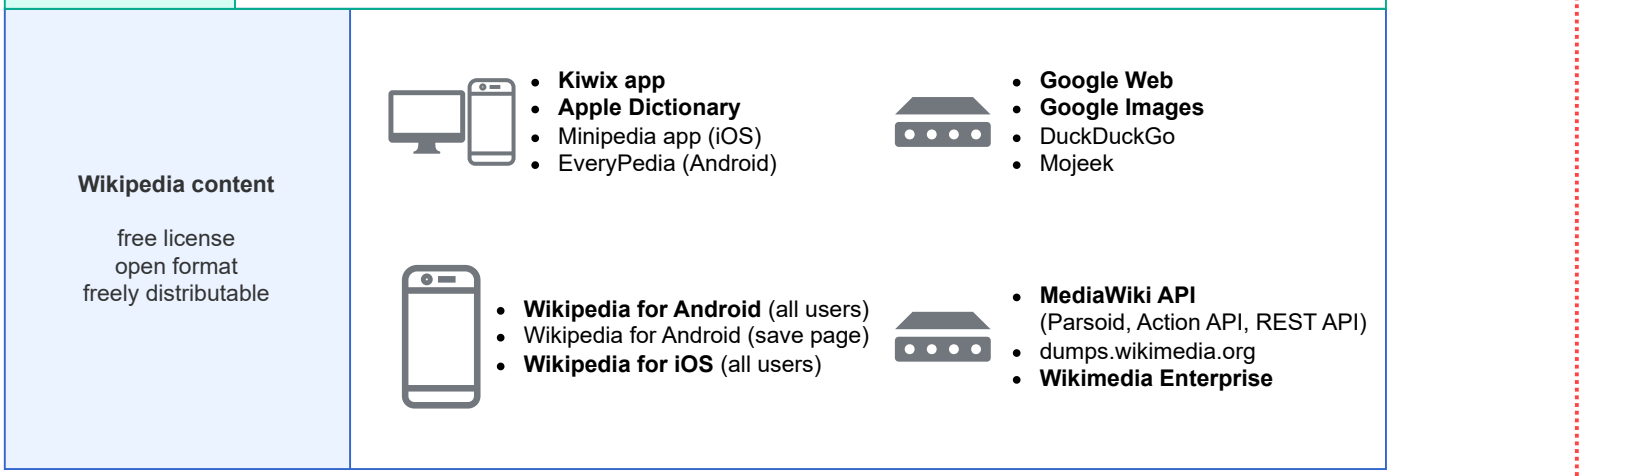 Wikipedia content
free license
open format
freely distributable
Kiwix app
Apple Dictionary
Minipedia app (iOS)
EveryPedia (Android)
Google Web
Google Images
DuckDuckGo
Mojeek
Wikipedia for Android (all users)
Wikipedia for Android (save page)
Wikipedia for iOS (all users)
MediaWiki API
(Parsoid, Action API, REST API)
dumps.wikimedia.org
Wikimedia Enterprise